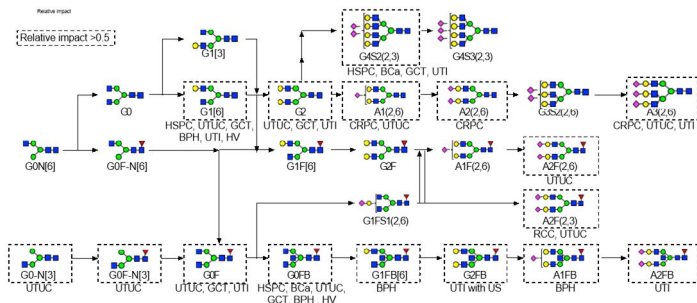 Relative impact
Relative impact >0.5
G1[3]
G4S2(2,3)
G4S3(2,3)
HSPC, BCa, GCT, UTI
G0
G1[6]
G2
A1(2,6)
A2(2,6)
G3S2(2,6)
A3(2,6)
HSPC, UTUC, GCT,
BPH, UTI, HV
UTUC, GCT, UTI
CRPC, UTUC
CRPC
CRPC, UTUC, UTI
G0N[6]
G0F-N[6]
G1F[6]
G2F
A1F(2,6)
A2F(2,6)
UTUC
G1FS1(2,6)
A2F(2,3)
RCC, UTUC
G0-N[3]
G0F-N[3]
G0F
G0FB
G1FB[6]
G2FB
A1FB
A2FB
UTUC
UTUC
UTUC, GCT, UTI
HSPC, BCa, UTUC,
GCT, BPH , HV
BPH
UTI with US
BPH
UTI